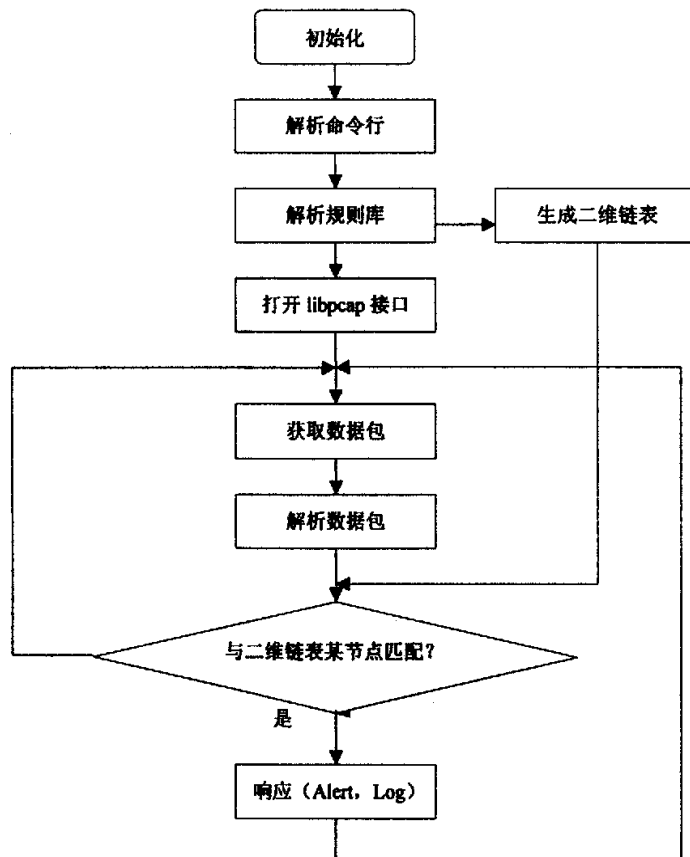 初始化
解析命令行
解析规则库
生成二维链表
打开 libpcap 接口
获取数据包
解析数据包
与二维链表某节点匹配？
是
响应（Alert，Log）